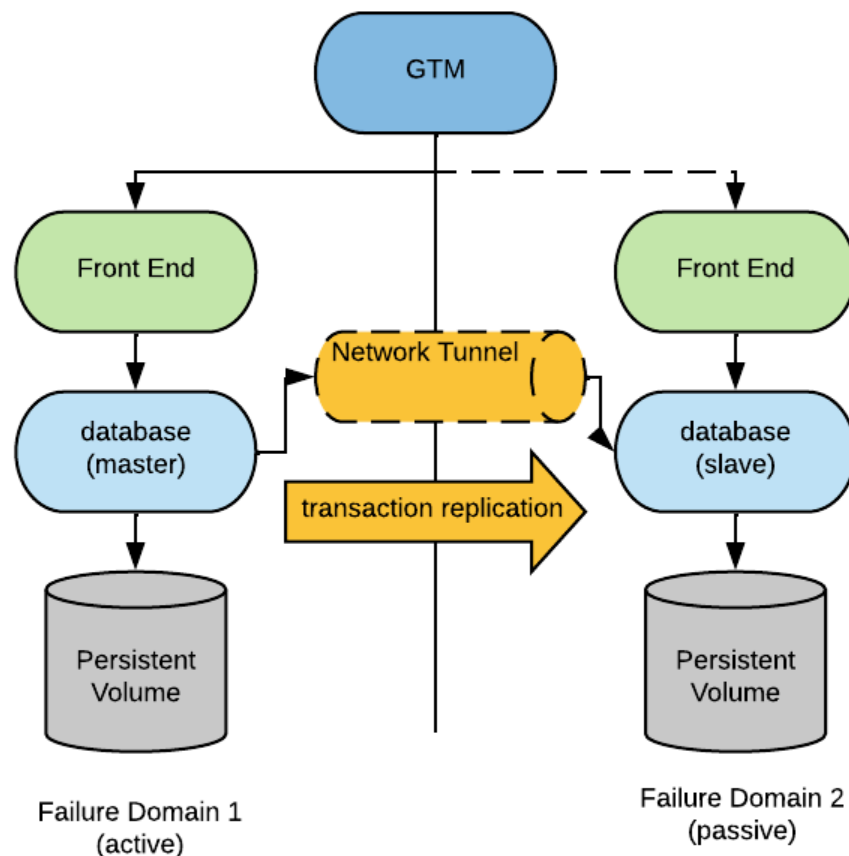 GTM
Front End
Front End
Network Tunnel
database
(master)
database
(slave)
transaction replication
Persistent
Volume
Persistent
Volume
Failure Domain 1
(active)
Failure Domain 2
(passive)